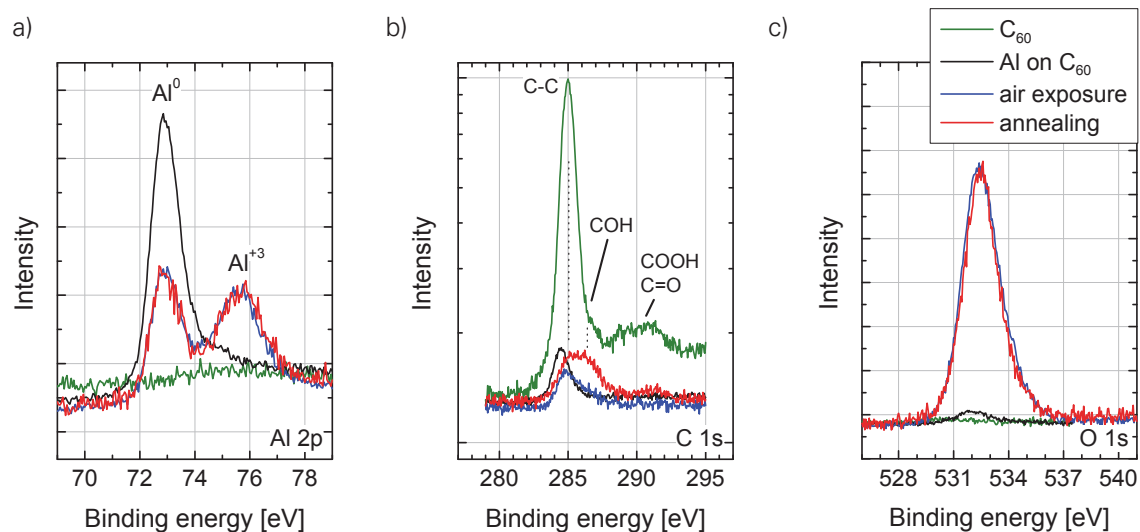 a)
Intensity
Al⁰
Al⁺³
Al 2p
70 72 74 76 78
Binding energy [eV]
b)
Intensity
C-C
COH
COOH
C=O
C 1s
280 285 290 295
Binding energy [eV]
c)
Intensity
C₆₀
Al on C₆₀
air exposure
annealing
O 1s
528 531 534 537 540
Binding energy [eV]